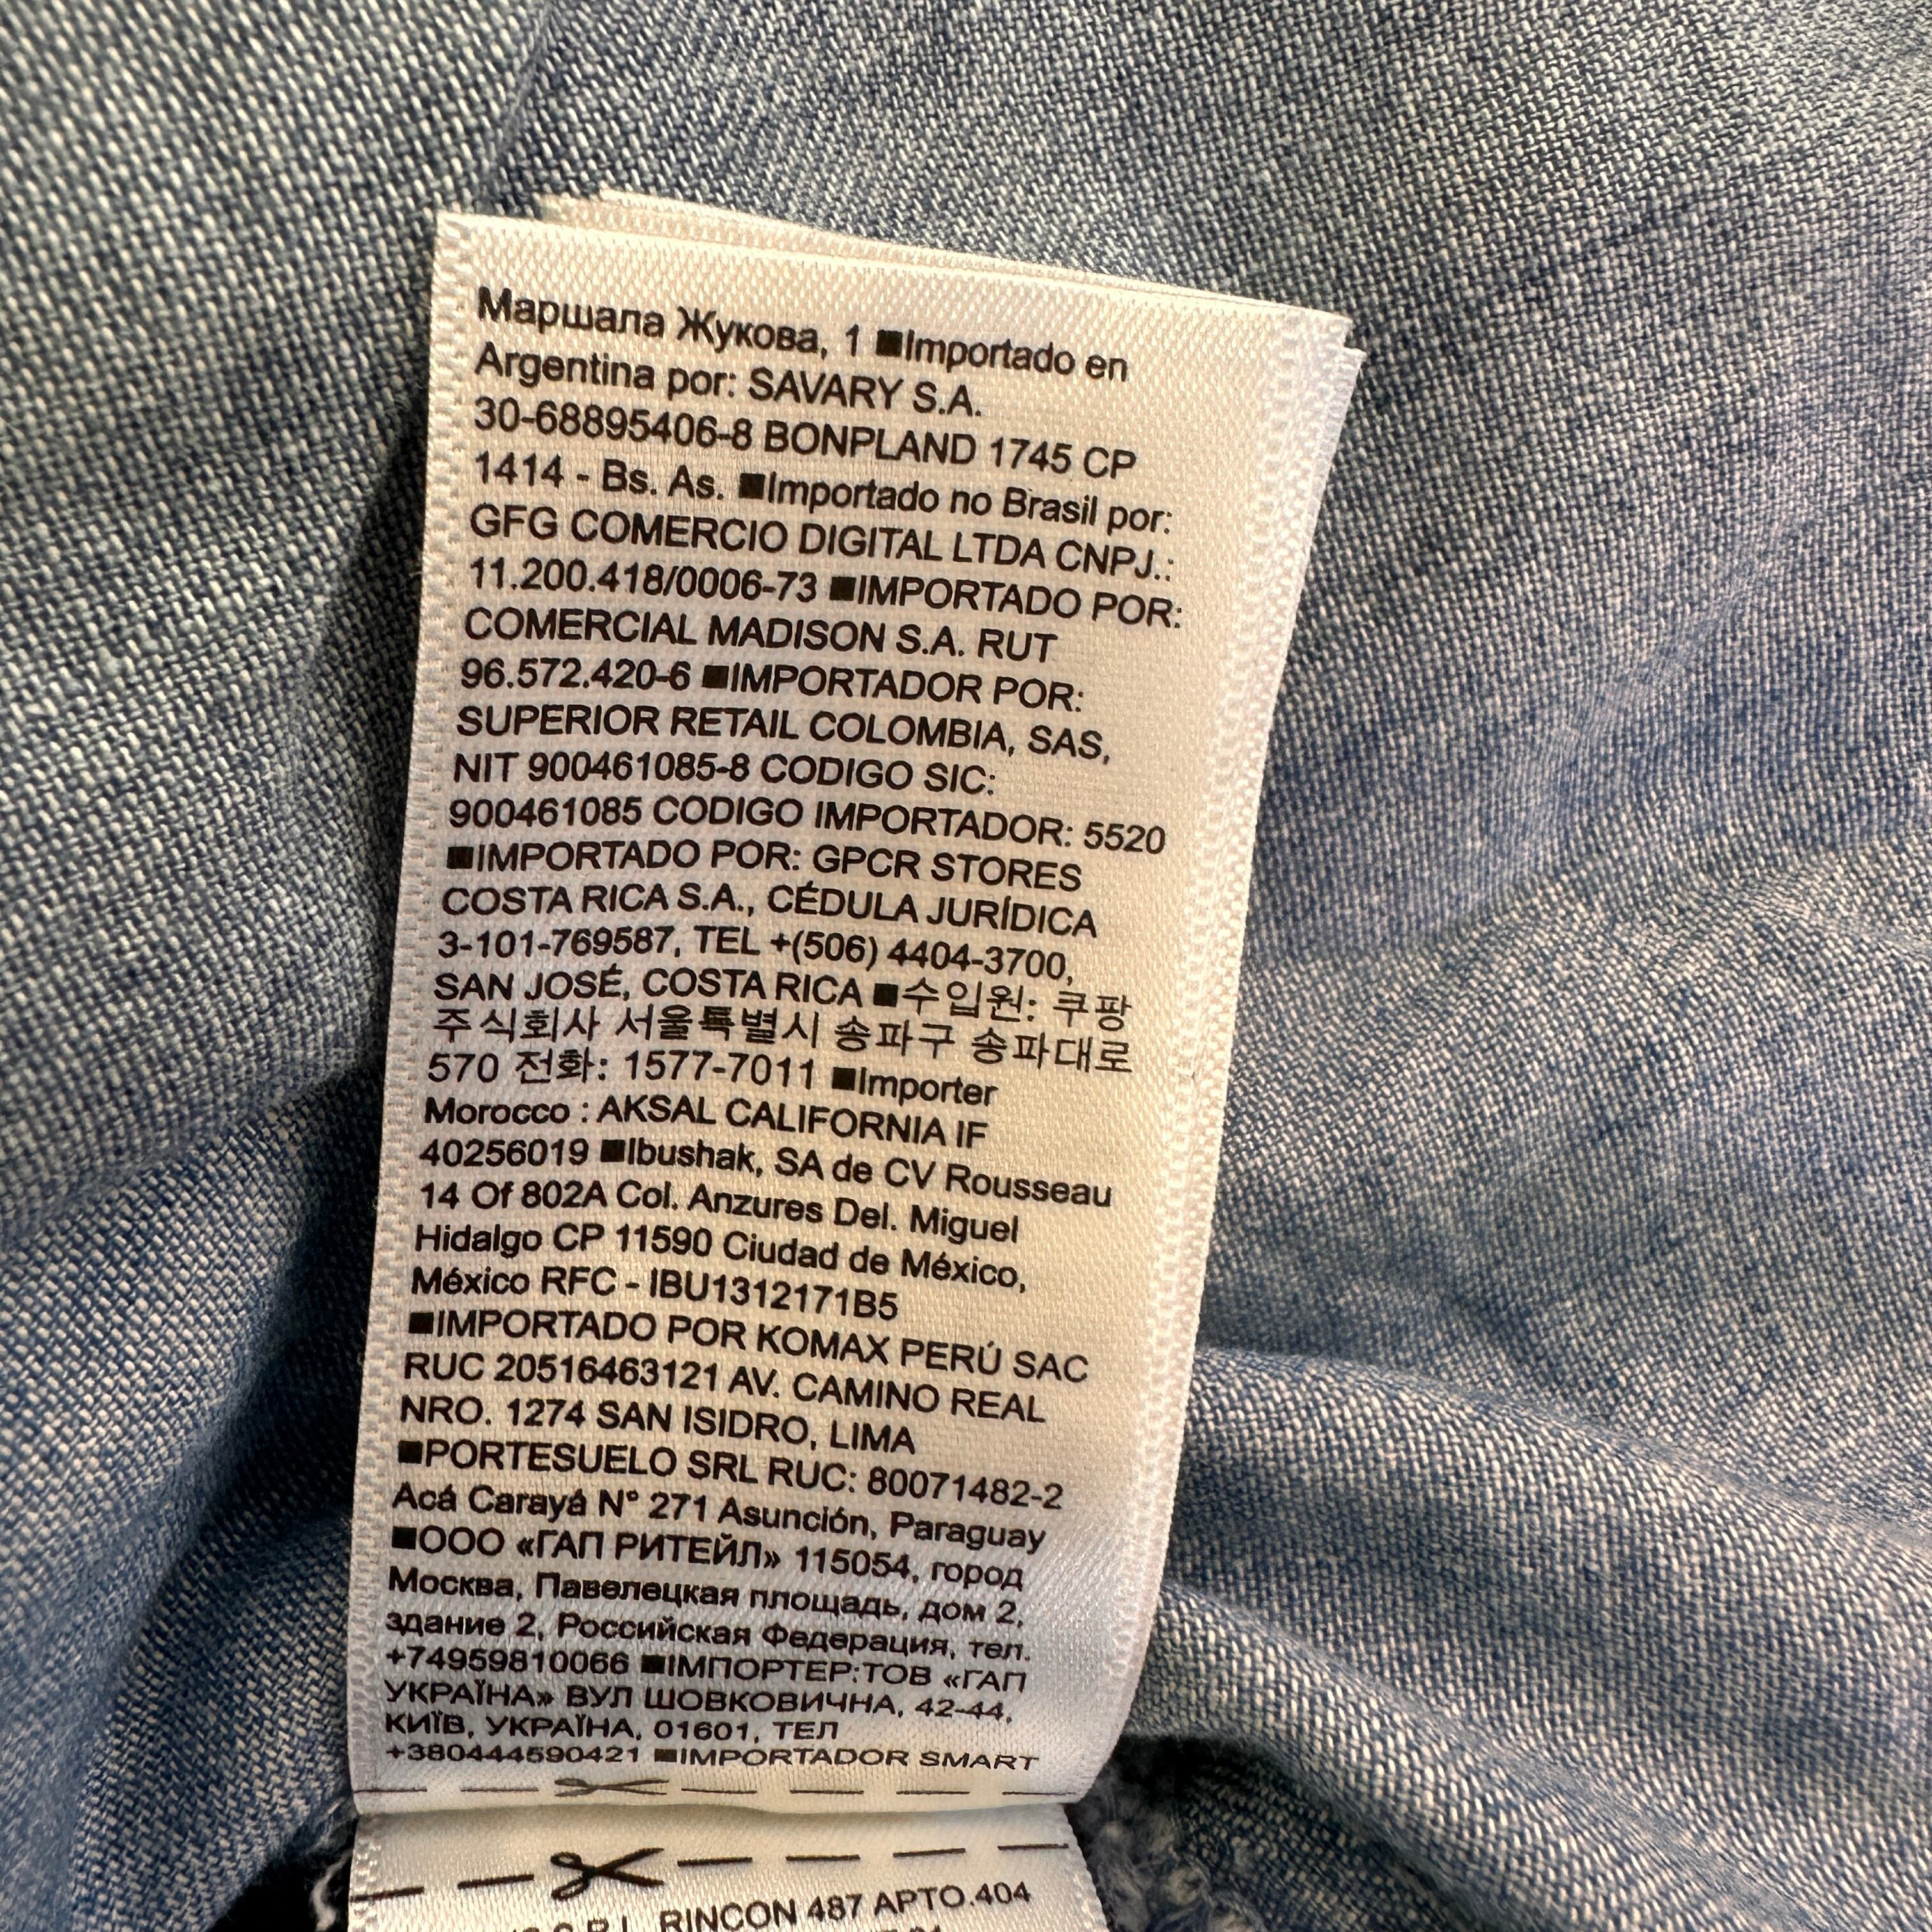 Маршала Жукова, 1 ■Importado en
Argentina por: SAVARY S.A.
30-68895406-8 BONPLAND 1745 CP
1414 - Bs. As. ■Importado no Brasil por:
GFG COMERCIO DIGITAL LTDA CNPJ.:
11.200.418/0006-73 ■IMPORTADO POR:
COMERCIAL MADISON S.A. RUT
96.572.420-6 ■IMPORTADOR POR:
SUPERIOR RETAIL COLOMBIA, SAS,
NIT 900461085-8 CODIGO SIC:
900461085 CODIGO IMPORTADOR: 5520
■IMPORTADO POR: GPCR STORES
COSTA RICA S.A., CÉDULA JURÍDICA
3-101-769587, TEL +(506) 4404-3700,
SAN JOSÉ, COSTA RICA ■수입원: 쿠팡
주식회사 서울특별시 송파구 송파대로
570 전화: 1577-7011 ■Importer
Morocco : AKSAL CALIFORNIA IF
40256019 ■Ibushak, SA de CV Rousseau
14 Of 802A Col. Anzures Del. Miguel
Hidalgo CP 11590 Ciudad de México,
México RFC - IBU1312171B5
■IMPORTADO POR KOMAX PERÚ SAC
RUC 20516463121 AV. CAMINO REAL
NRO. 1274 SAN ISIDRO, LIMA
■PORTESUELO SRL RUC: 80071482-2
Acá Carayá N° 271 Asunción, Paraguay
■ООО «ГАП РИТЕЙЛ» 115054, город
Москва, Павелецкая площадь, дом 2,
здание 2, Российская Федерация, тел.
+74959810066 ■ІМПОРТЕР:ТОВ «ГАП
УКРАЇНА» ВУЛ ШОВКОВИЧНА, 42-44,
КИЇВ, УКРАЇНА, 01601, ТЕЛ
+380444590421 ■IMPORTADOR SMART
RINCON 487 APTO.404